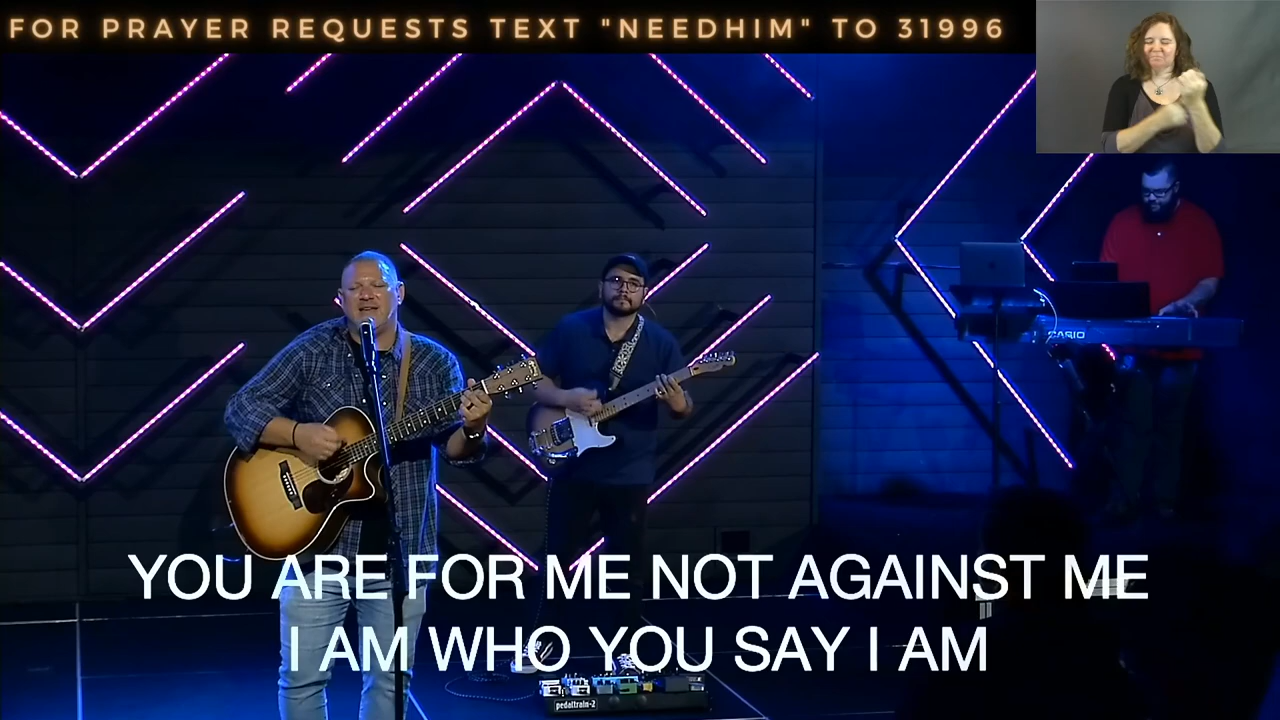 FOR PRAYER REQUESTS TEXT "NEEDHIM" TO 31996
CASIO
YOU ARE FOR ME NOT AGAINST ME
I AM WHO YOU SAY I AM
pedaltrain-2